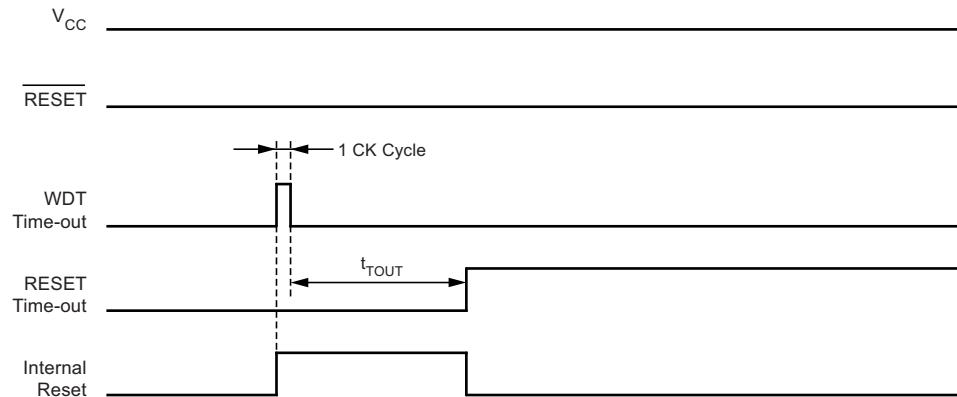 VCC
RESET
1 CK Cycle
WDT
Time-out
tTOUT
RESET
Time-out
Internal
Reset